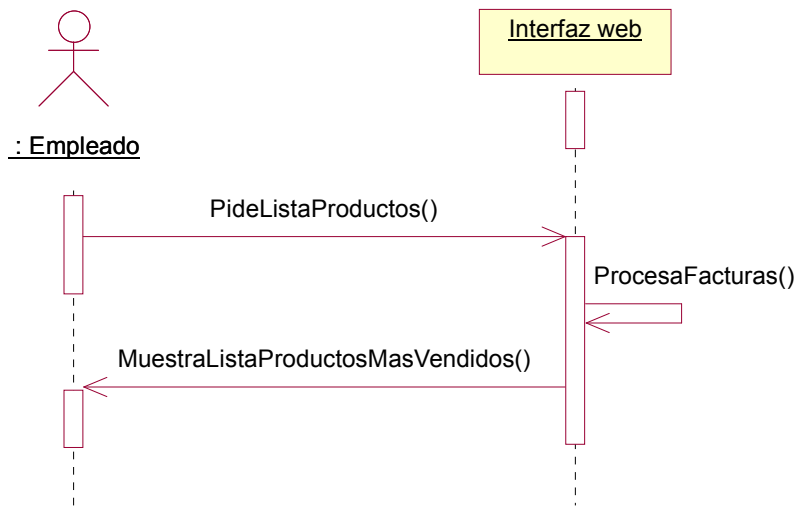 Interfaz web
: Empleado
PideListaProductos()
ProcesaFacturas()
MuestraListaProductosMasVendidos()